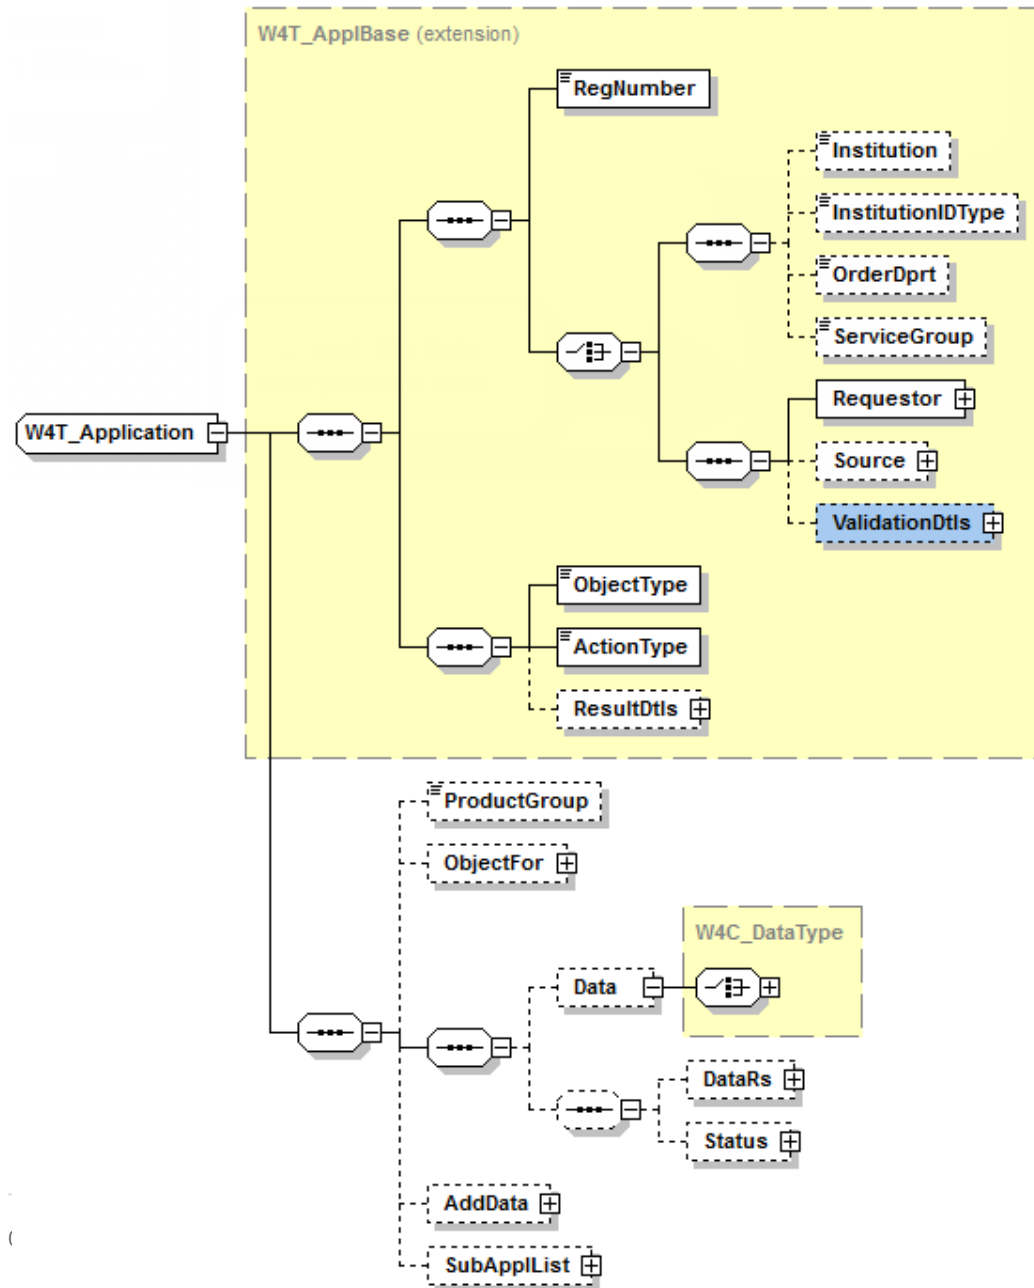 W4T_ApplBase (extension)
RegNumber
Institution
InstitutionIDType
OrderDprt
ServiceGroup
Requestor
Source
ValidationDtls
W4T_Application
ObjectType
ActionType
ResultDtls
ProductGroup
ObjectFor
W4C_DataType
Data
DataRs
Status
AddData
SubApplList